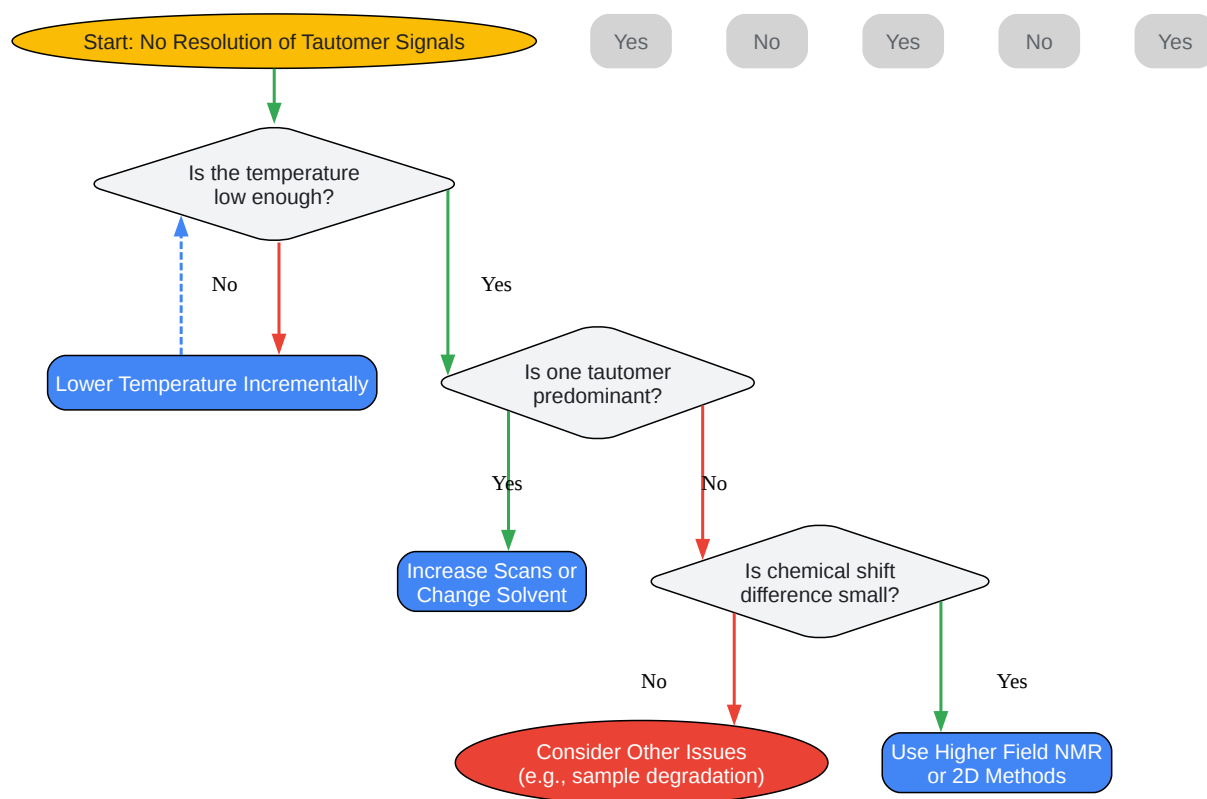 Start: No Resolution of Tautomer Signals
Yes
No
Yes
No
Yes
Is the temperature
low enough?
No
Yes
Lower Temperature Incrementally
Is one tautomer
predominant?
Yes
No
Increase Scans or
Change Solvent
Is chemical shift
difference small?
No
Yes
Consider Other Issues
(e.g., sample degradation)
Use Higher Field NMR
or 2D Methods